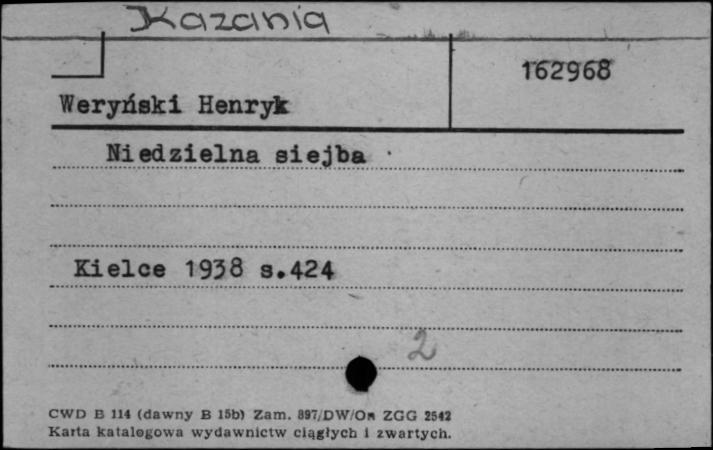 Kazania
162968
Weryński Henryk
Niedzielna siejba
Kielce 1938 s.424
2
CWD B 114 (dawny B 15b) Zam. 897/DW/On ZGG 2542
Karta katalogowa wydawnictw ciągłych i zwartych.